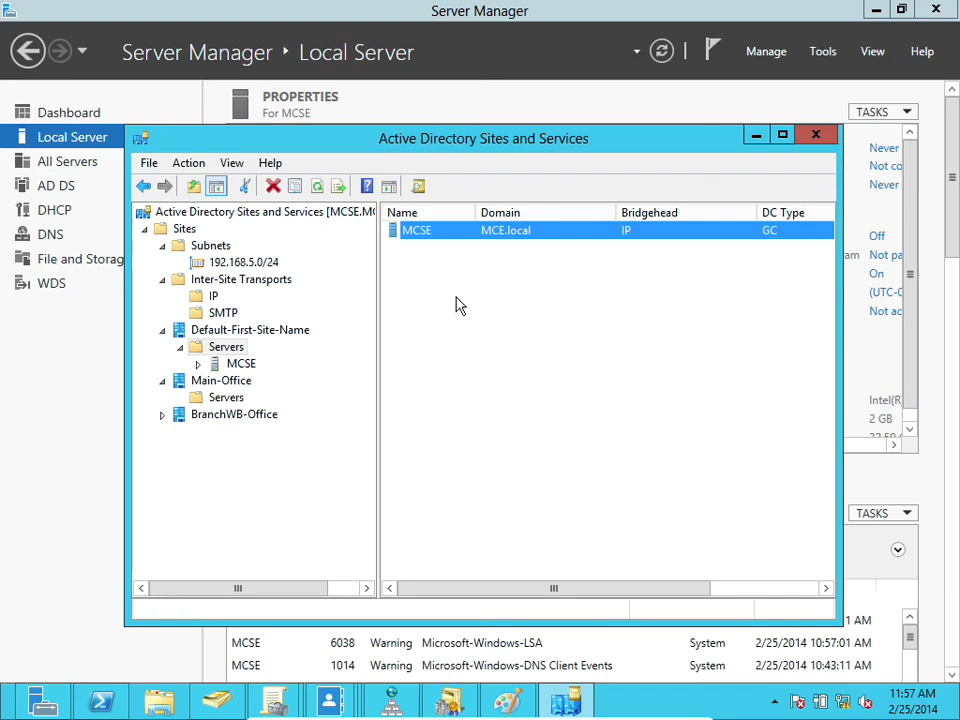 Server Manager
Server Manager ▸ Local Server
Manage Tools View Help
Dashboard
Local Server
All Servers
AD DS
DHCP
DNS
File and Storag
WDS
PROPERTIES
For MCSE
TASKS
Never
Not co
Never
Off
am Not pa
On
(UTC-0
Not ac
Intel(R)
2 GB
Active Directory Sites and Services
File Action View Help
Active Directory Sites and Services [MCSE.MC
Sites
Subnets
192.168.5.0/24
Inter-Site Transports
IP
SMTP
Default-First-Site-Name
Servers
MCSE
Main-Office
Servers
BranchWB-Office
Name Domain Bridgehead DC Type
MCSE MCE.local IP GC
TASKS
1 AM
MCSE 6038 Warning Microsoft-Windows-LSA System 2/25/2014 10:57:01 AM
MCSE 1014 Warning Microsoft-Windows-DNS Client Events System 2/25/2014 10:43:11 AM
11:57 AM
2/25/2014